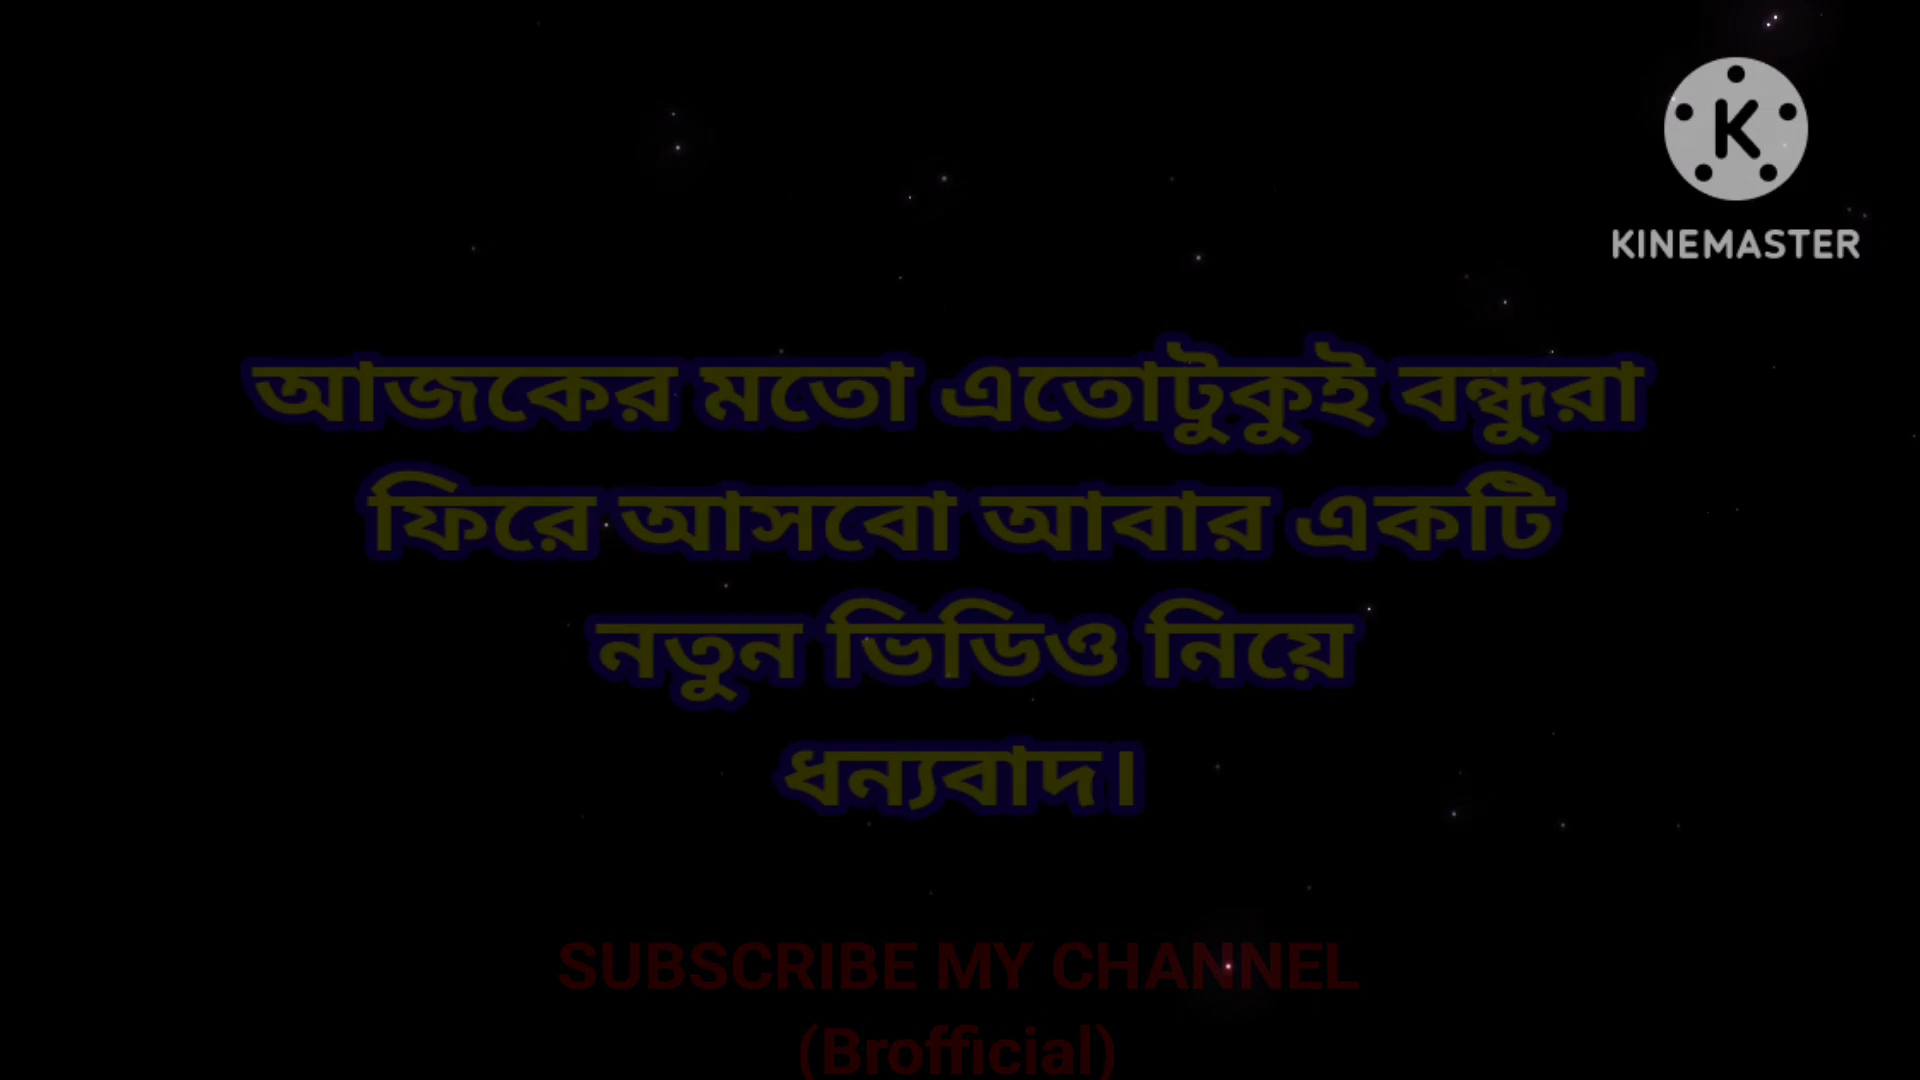 KINEMASTER
আজকের মতো এতোটুকুই বন্ধুরা
ফিরে আসবো আবার একটি
নতুন ভিডিও নিয়ে
ধন্যবাদ।
SUBSCRIBE MY CHANNEL
(Brofficial)